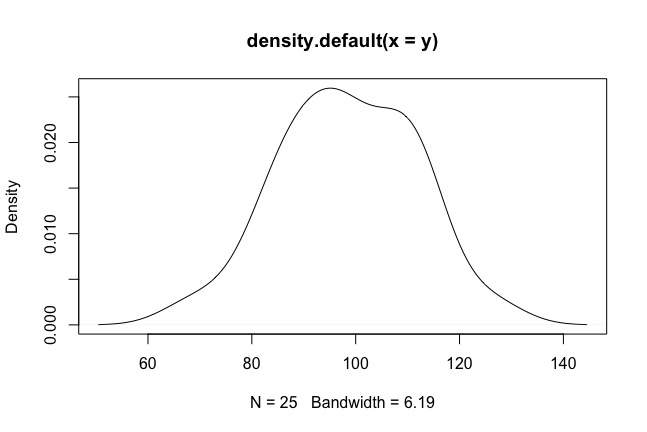 density.default(x = y)
Density
0.020
0.010
0.000
60 80 100 120 140
N = 25 Bandwidth = 6.19